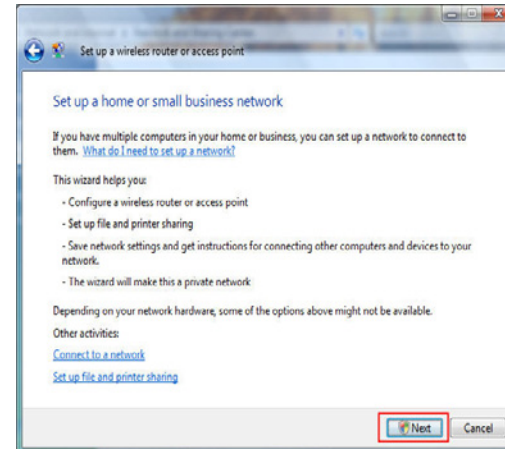 Set up a wireless router or access point
Set up a home or small business network
If you have multiple computers in your home or business, you can set up a network to connect to
them. What do I need to set up a network?
This wizard helps you:
- Configure a wireless router or access point
- Set up file and printer sharing
- Save network settings and get instructions for connecting other computers and devices to your
network.
- The wizard will make this a private network
Depending on your network hardware, some of the options above might not be available.
Other activities:
Connect to a network
Set up file and printer sharing
Next Cancel